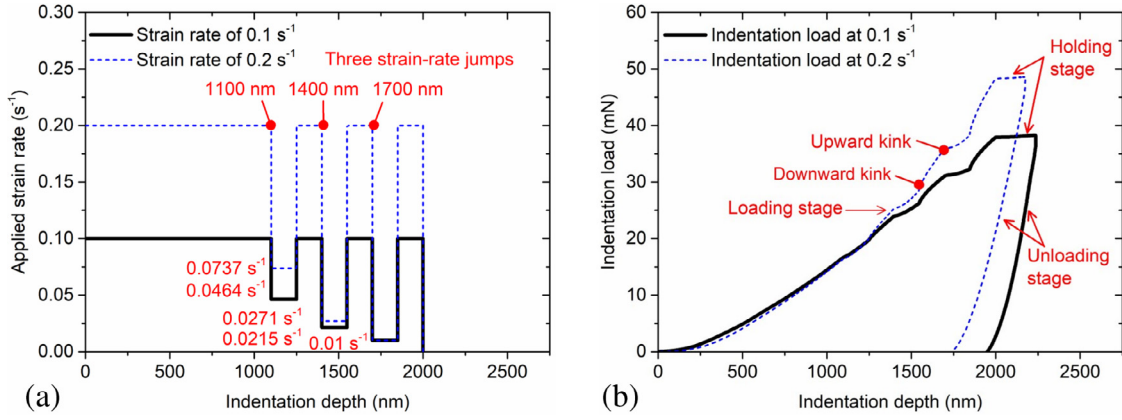 0.30
0.25
0.20
0.15
0.10
0.05
0.00
Applied strain rate (s⁻¹)
Strain rate of 0.1 s⁻¹
Strain rate of 0.2 s⁻¹
Three strain-rate jumps
1100 nm
1400 nm
1700 nm
0.0737 s⁻¹
0.0464 s⁻¹
0.0271 s⁻¹
0.0215 s⁻¹
0.01 s⁻¹
0 500 1000 1500 2000 2500
Indentation depth (nm)
(a)
60
50
40
30
20
10
0
Indentation load (mN)
Indentation load at 0.1 s⁻¹
Indentation load at 0.2 s⁻¹
Holding
stage
Upward kink
Downward kink
Loading stage
Unloading
stage
0 500 1000 1500 2000 2500
Indentation depth (nm)
(b)